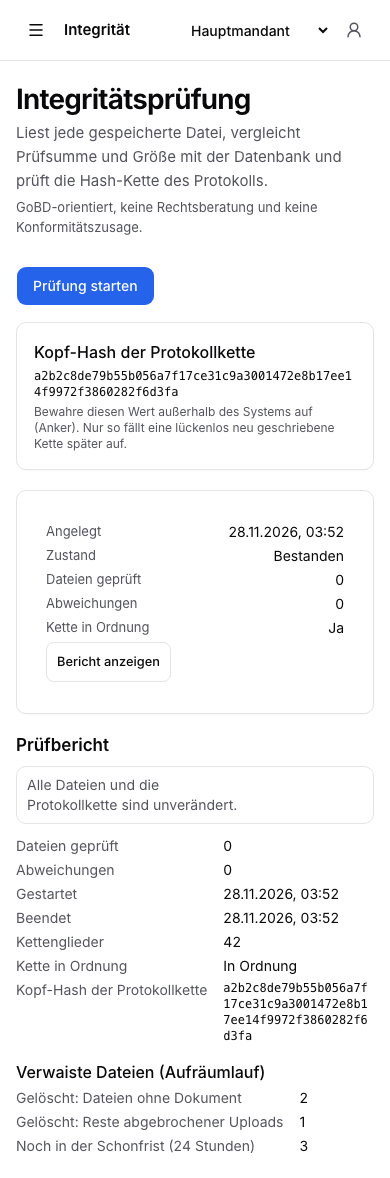 Integrität
Hauptmandant
Integritätsprüfung
Liest jede gespeicherte Datei, vergleicht
Prüfsumme und Größe mit der Datenbank und
prüft die Hash-Kette des Protokolls.
GoBD-orientiert, keine Rechtsberatung und keine
Konformitätszusage.
Prüfung starten
Kopf-Hash der Protokollkette
a2b2c8de79b55b056a7f17ce31c9a3001472e8b17ee1
4f9972f3860282f6d3fa
Bewahre diesen Wert außerhalb des Systems auf
(Anker). Nur so fällt eine lückenlos neu geschriebene
Kette später auf.
Angelegt 28.11.2026, 03:52
Zustand Bestanden
Dateien geprüft 0
Abweichungen 0
Kette in Ordnung Ja
Bericht anzeigen
Prüfbericht
Alle Dateien und die
Protokollkette sind unverändert.
Dateien geprüft 0
Abweichungen 0
Gestartet 28.11.2026, 03:52
Beendet 28.11.2026, 03:52
Kettenglieder 42
Kette in Ordnung In Ordnung
Kopf-Hash der Protokollkette a2b2c8de79b55b056a7f
17ce31c9a3001472e8b1
7ee14f9972f3860282f6
d3fa
Verwaiste Dateien (Aufräumlauf)
Gelöscht: Dateien ohne Dokument 2
Gelöscht: Reste abgebrochener Uploads 1
Noch in der Schonfrist (24 Stunden) 3